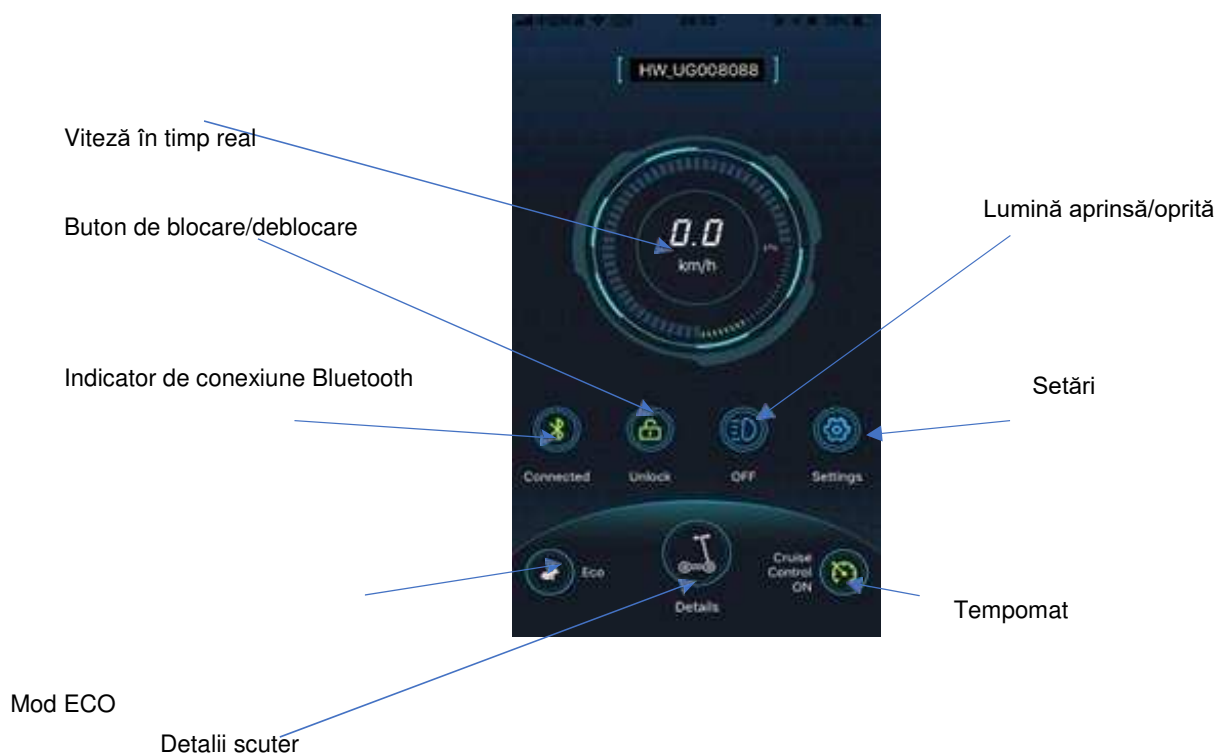 HW_UG008088
Viteză în timp real
0.0
km/h
Buton de blocare/deblocare
Lumină aprinsă/oprită
Indicator de conexiune Bluetooth
Setări
Connected
Unlock
OFF
Settings
Eco
Details
Cruise
Control
ON
Tempomat
Mod ECO
Detalii scuter